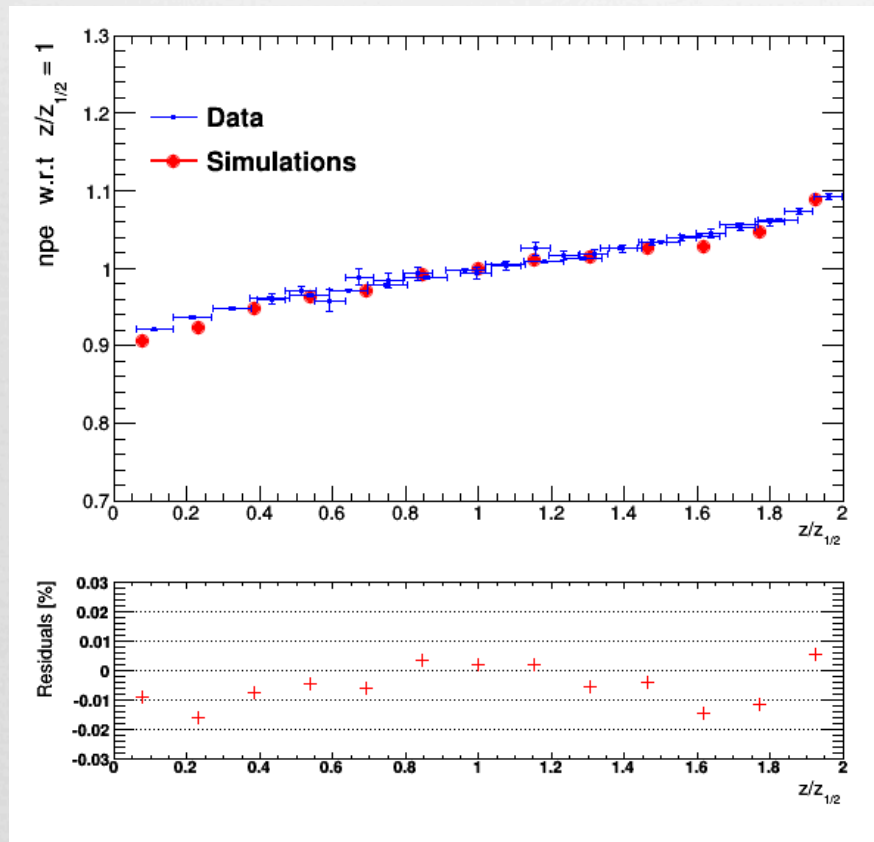 npe w.r.t z/z1/2 = 1
1.3
1.2
1.1
1
0.9
0.8
0.7
Data
Simulations
0 0.2 0.4 0.6 0.8 1 1.2 1.4 1.6 1.8 2
z/z1/2
Residuals [%]
0.03
0.02
0.01
0
-0.01
-0.02
-0.03
0 0.2 0.4 0.6 0.8 1 1.2 1.4 1.6 1.8 2
z/z1/2